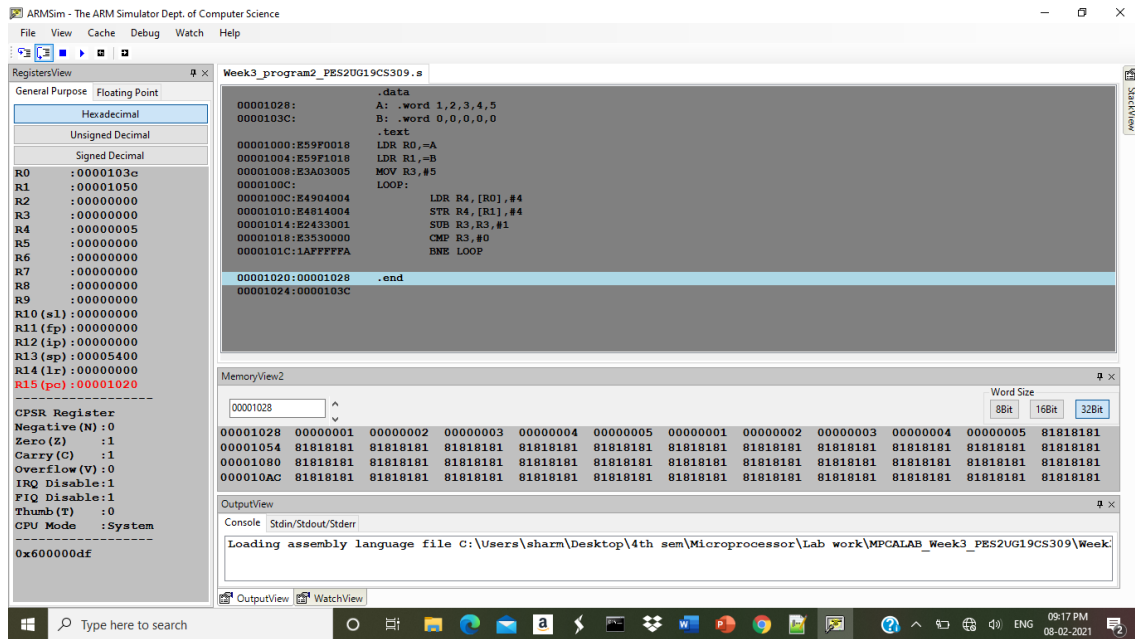 ARMSim - The ARM Simulator Dept. of Computer Science
File View Cache Debug Watch Help
RegistersView
General Purpose Floating Point
Hexadecimal
Unsigned Decimal
Signed Decimal
R0 :0000103c
R1 :00001050
R2 :00000000
R3 :00000000
R4 :00000005
R5 :00000000
R6 :00000000
R7 :00000000
R8 :00000000
R9 :00000000
R10(sl):00000000
R11(fp):00000000
R12(ip):00000000
R13(sp):00005400
R14(lr):00000000
R15(pc):00001020
------------------
CPSR Register
Negative(N):0
Zero(Z) :1
Carry(C) :1
Overflow(V):0
IRQ Disable:1
FIQ Disable:1
Thumb(T) :0
CPU Mode :System
------------------
0x600000df
Week3_program2_PES2UG19CS309.s
.data
00001028: A: .word 1,2,3,4,5
0000103C: B: .word 0,0,0,0,0
.text
00001000:E59F0018 LDR R0,=A
00001004:E59F1018 LDR R1,=B
00001008:E3A03005 MOV R3,#5
0000100C: LOOP:
0000100C:E4904004 LDR R4,[R0],#4
00001010:E4814004 STR R4,[R1],#4
00001014:E2433001 SUB R3,R3,#1
00001018:E3530000 CMP R3,#0
0000101C:1AFFFFFA BNE LOOP
00001020:00001028 .end
00001024:0000103C
StackView
MemoryView2
00001028
Word Size
8Bit 16Bit 32Bit
00001028 00000001 00000002 00000003 00000004 00000005 00000001 00000002 00000003 00000004 00000005 81818181
00001054 81818181 81818181 81818181 81818181 81818181 81818181 81818181 81818181 81818181 81818181 81818181
00001080 81818181 81818181 81818181 81818181 81818181 81818181 81818181 81818181 81818181 81818181 81818181
000010AC 81818181 81818181 81818181 81818181 81818181 81818181 81818181 81818181 81818181 81818181 81818181
OutputView
Console Stdin/Stdout/Stderr
Loading assembly language file C:\Users\sharm\Desktop\4th sem\Microprocessor\Lab work\MPCALAB_Week3_PES2UG19CS309\Week
OutputView WatchView
Type here to search
ENG
09:17 PM
08-02-2021
2